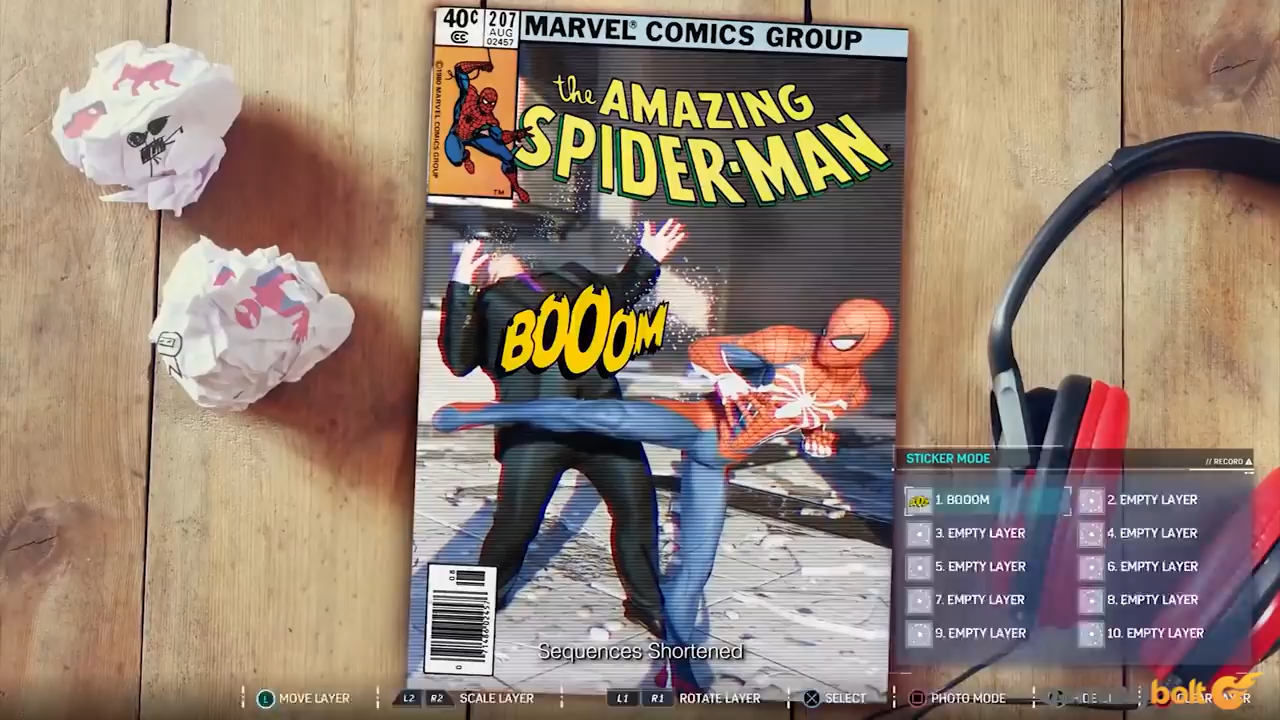 40¢
CC
207
AUG
02457
MARVEL® COMICS GROUP
©1980 MARVEL COMICS GROUP
TM
the AMAZING
SPIDER-MAN
BOOOM
STICKER MODE
// RECORD
1. BOOOM
2. EMPTY LAYER
3. EMPTY LAYER
4. EMPTY LAYER
5. EMPTY LAYER
6. EMPTY LAYER
7. EMPTY LAYER
8. EMPTY LAYER
9. EMPTY LAYER
10. EMPTY LAYER
Sequences Shortened
L MOVE LAYER
L2 R2 SCALE LAYER
L1 R1 ROTATE LAYER
SELECT
PHOTO MODE
bolt